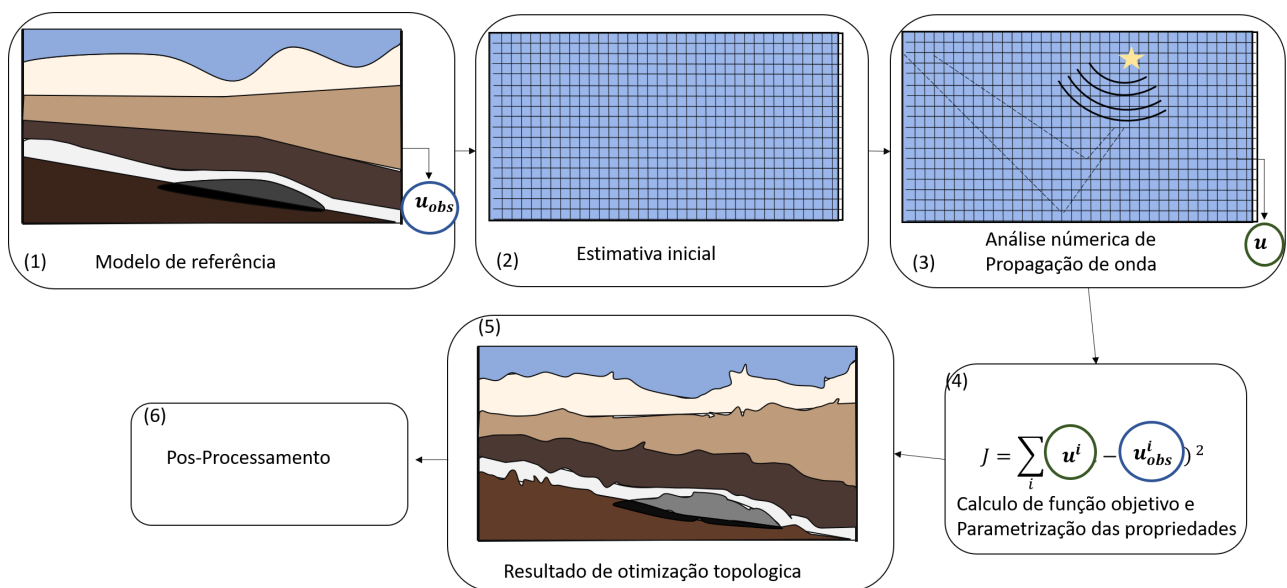 u_obs
(1)
Modelo de referência
(2)
Estimativa inicial
u
(3)
Análise númerica de
Propagação de onda
(4)
J = ∑_i u^i - u^i_obs ) ²
Calculo de função objetivo e
Parametrização das propriedades
(5)
Resultado de otimização topologica
(6)
Pos-Processamento